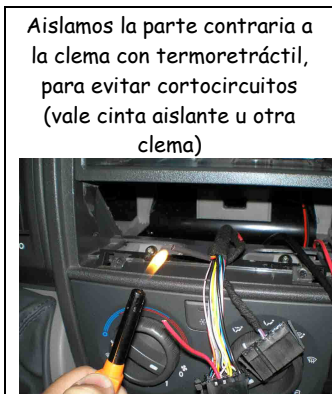 Aislamos la parte contraria a
la clema con termoretráctil,
para evitar cortocircuitos
(vale cinta aislante u otra
clema)